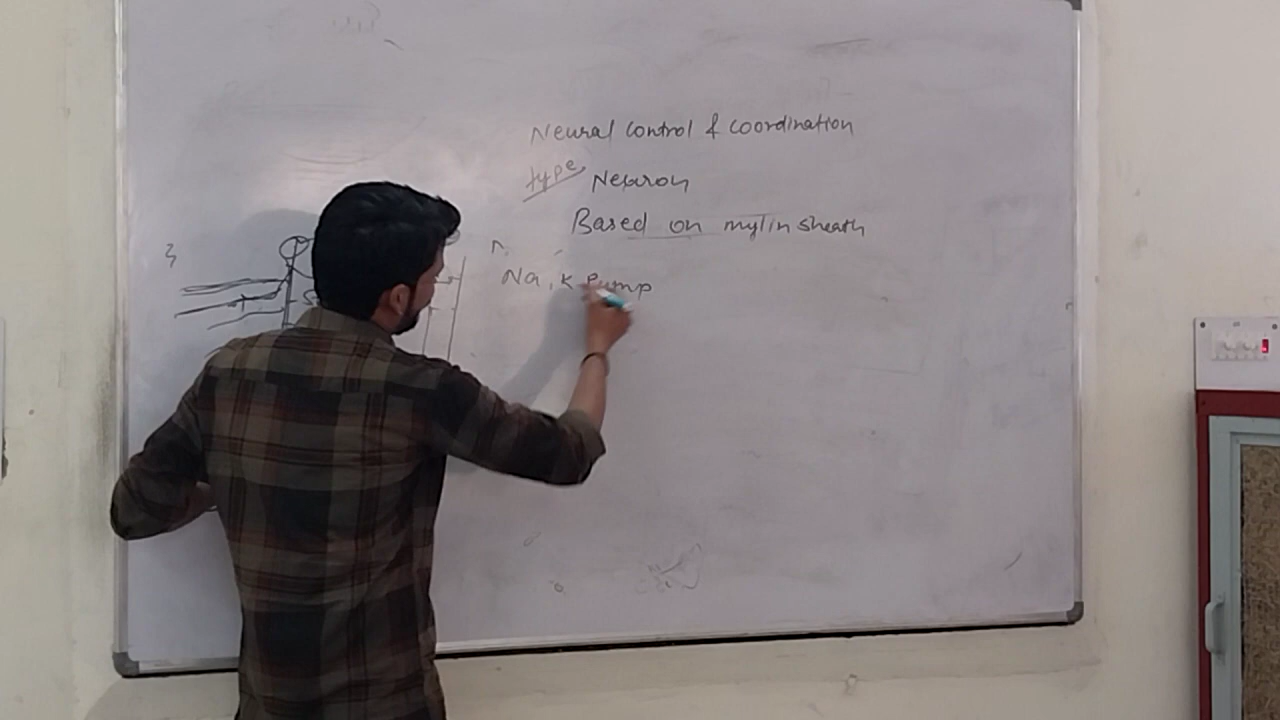 Neural control & coordination
type Neuron
Based on mylin sheath
Na, K Pump